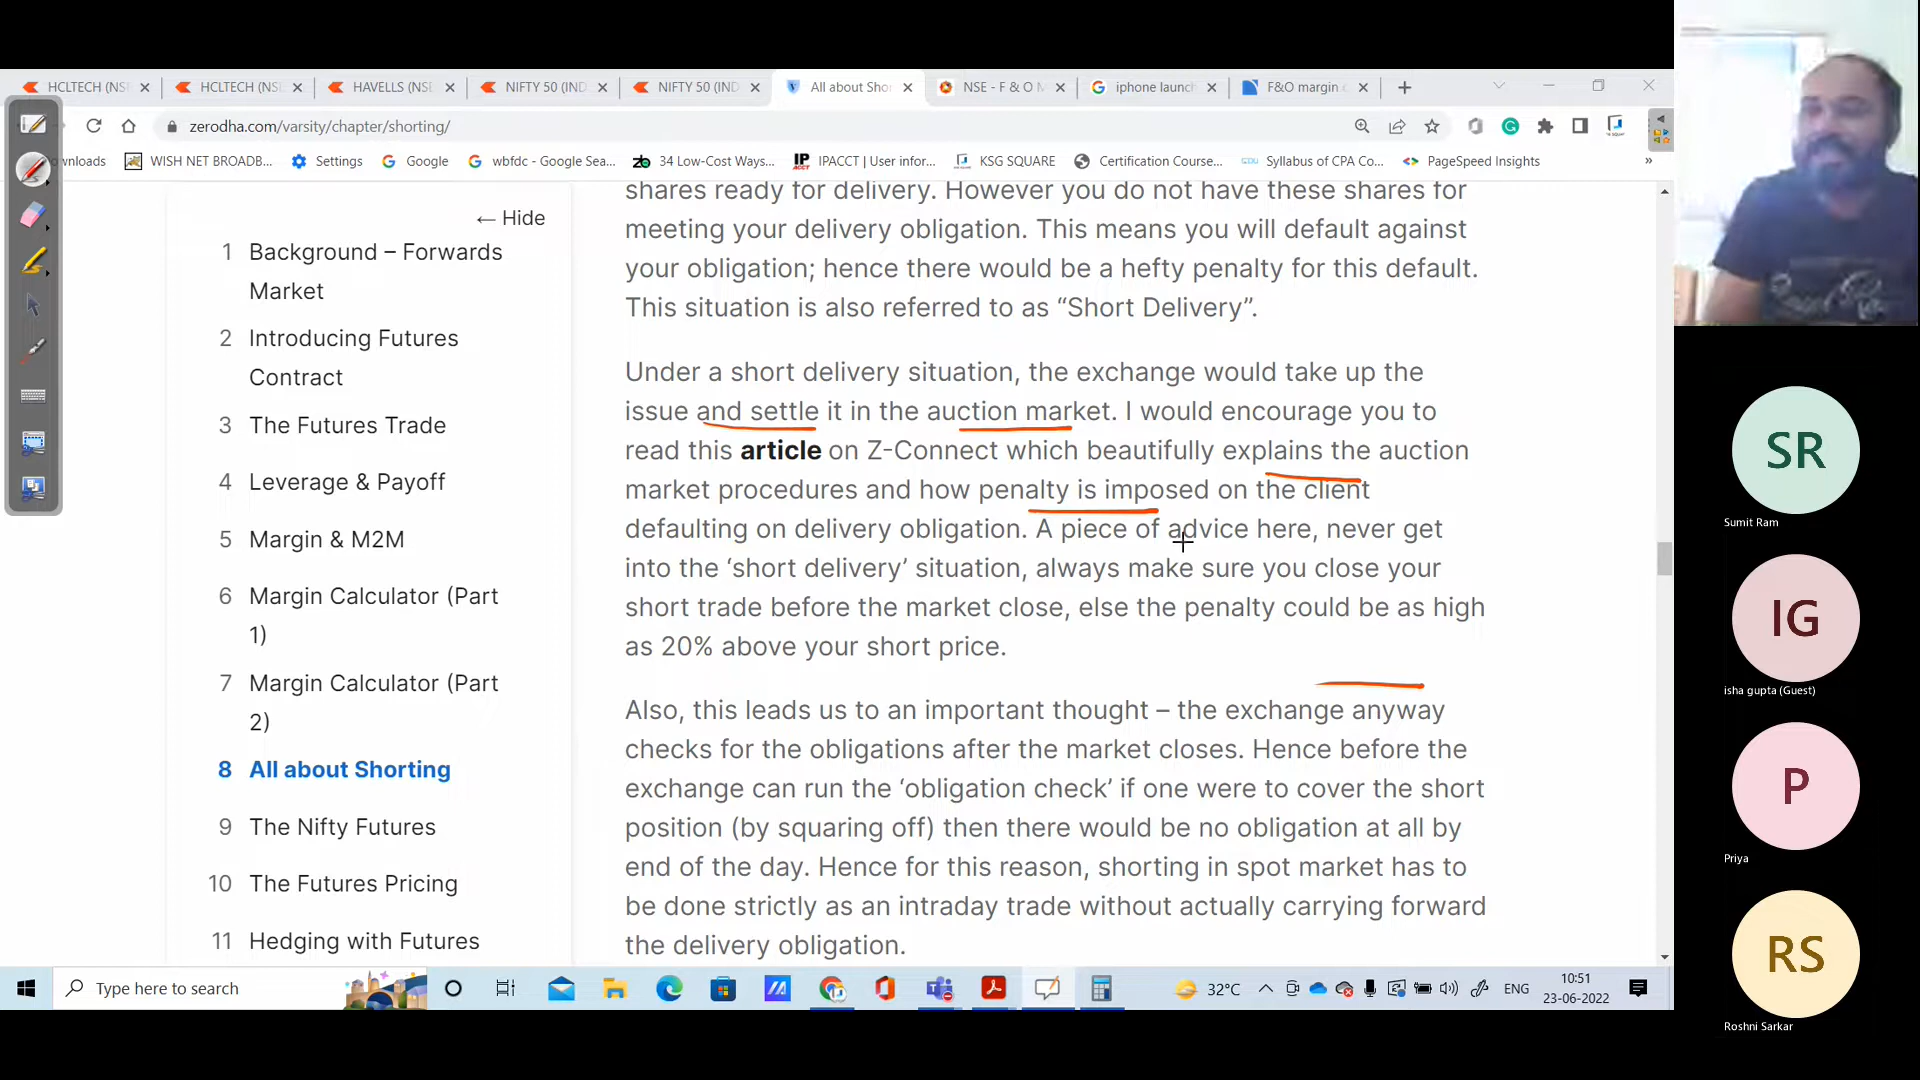 HCLTECH (NS
HCLTECH (NSE
HAVELLS (NSE
NIFTY 50 (IND
NIFTY 50 (IND
All about Sho
NSE - F & O M
iphone launc
F&O margin
zerodha.com/varsity/chapter/shorting/
ownloads
WISH NET BROADB...
Settings
Google
wbfdc - Google Sea...
34 Low-Cost Ways...
IPACCT | User infor...
KSG SQUARE
Certification Course...
Syllabus of CPA Co...
PageSpeed Insights
»
← Hide
1 Background – Forwards
Market
2 Introducing Futures
Contract
3 The Futures Trade
4 Leverage & Payoff
5 Margin & M2M
6 Margin Calculator (Part
1)
7 Margin Calculator (Part
2)
8 All about Shorting
9 The Nifty Futures
10 The Futures Pricing
11 Hedging with Futures
shares ready for delivery. However you do not have these shares for
meeting your delivery obligation. This means you will default against
your obligation; hence there would be a hefty penalty for this default.
This situation is also referred to as “Short Delivery”.
Under a short delivery situation, the exchange would take up the
issue and settle it in the auction market. I would encourage you to
read this article on Z-Connect which beautifully explains the auction
market procedures and how penalty is imposed on the client
defaulting on delivery obligation. A piece of advice here, never get
into the ‘short delivery’ situation, always make sure you close your
short trade before the market close, else the penalty could be as high
as 20% above your short price.
Also, this leads us to an important thought – the exchange anyway
checks for the obligations after the market closes. Hence before the
exchange can run the ‘obligation check’ if one were to cover the short
position (by squaring off) then there would be no obligation at all by
end of the day. Hence for this reason, shorting in spot market has to
be done strictly as an intraday trade without actually carrying forward
the delivery obligation.
SR
Sumit Ram
IG
isha gupta (Guest)
P
Priya
RS
Roshni Sarkar
Type here to search
32°C
ENG
10:51
23-06-2022